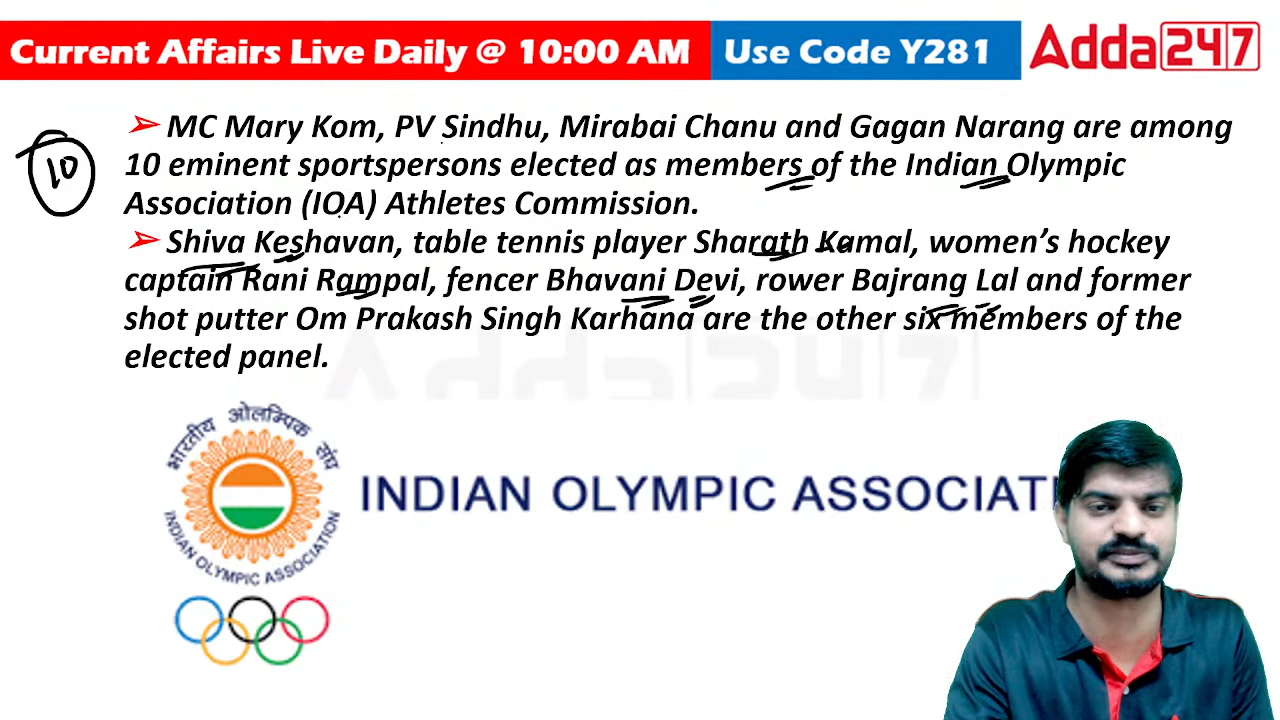 Current Affairs Live Daily @ 10:00 AM Use Code Y281 Adda247
➢ MC Mary Kom, PV Sindhu, Mirabai Chanu and Gagan Narang are among
10 10 eminent sportspersons elected as members of the Indian Olympic
Association (IOA) Athletes Commission.
➢ Shiva Keshavan, table tennis player Sharath Kamal, women's hockey
captain Rani Rampal, fencer Bhavani Devi, rower Bajrang Lal and former
shot putter Om Prakash Singh Karhana are the other six members of the
elected panel.
Adda247
भारतीय ओलम्पिक संघ
INDIAN OLYMPIC ASSOCIATI
INDIAN OLYMPIC ASSOCIATION